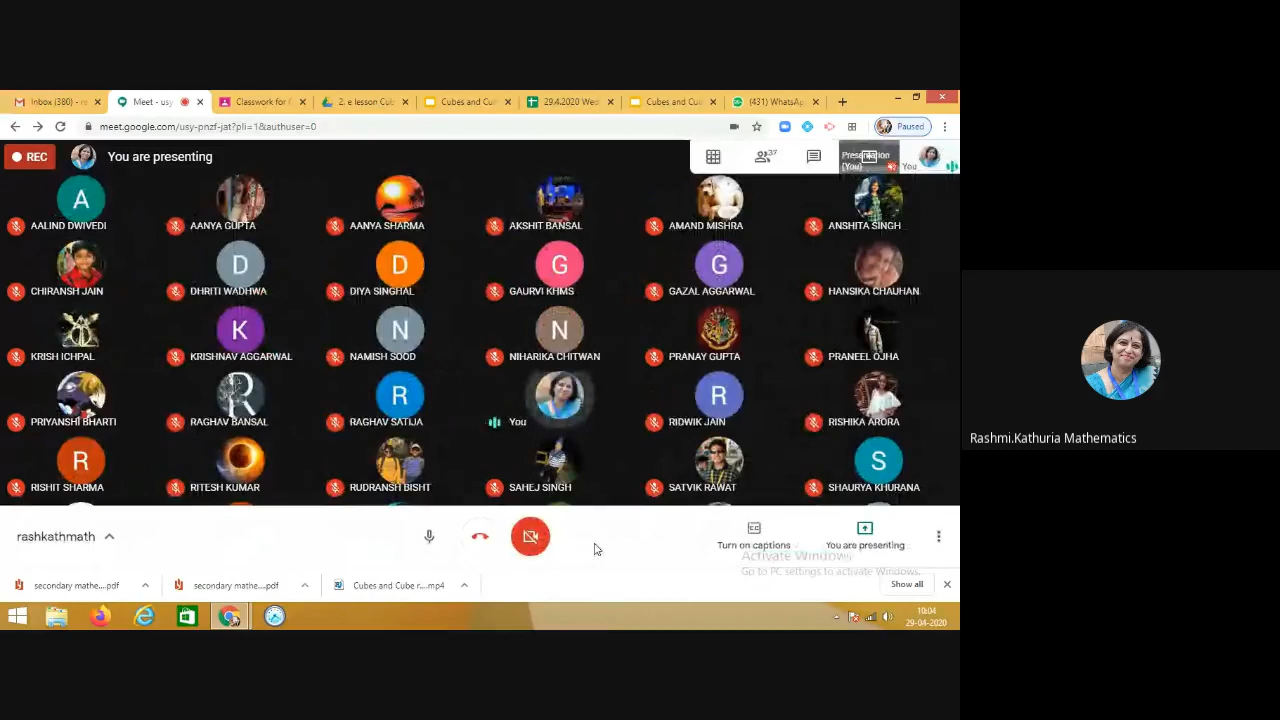 Inbox (380) - r
Meet - usy
Classwork for
2. e lesson Cu
Cubes and Cu
29.4.2020 Wed
Cubes and Cu
(431) WhatsAp
meet.google.com/usy-pnzf-jat?pli=1&authuser=0
Paused
REC
You are presenting
37
Presentation
(You)
You
A
AALIND DWIVEDI
AANYA GUPTA
AANYA SHARMA
AKSHIT BANSAL
AMAND MISHRA
ANSHITA SINGH
CHIRANSH JAIN
D
DHRITI WADHWA
D
DIYA SINGHAL
G
GAURVI KHMS
G
GAZAL AGGARWAL
HANSIKA CHAUHAN
KRISH ICHPAL
K
KRISHNAV AGGARWAL
N
NAMISH SOOD
N
NIHARIKA CHITWAN
PRANAY GUPTA
PRANEEL OJHA
PRIYANSHI BHARTI
R
RAGHAV BANSAL
R
RAGHAV SATIJA
You
R
RIDWIK JAIN
RISHIKA ARORA
R
RISHIT SHARMA
RITESH KUMAR
RUDRANSH BISHT
SAHEJ SINGH
SATVIK RAWAT
S
SHAURYA KHURANA
Rashmi.Kathuria Mathematics
rashkathmath
CC
Turn on captions
You are presenting
Activate Windows
Go to PC settings to activate Windows.
secondary mathe....pdf
secondary mathe....pdf
Cubes and Cube r....mp4
Show all
10:04
29-04-2020